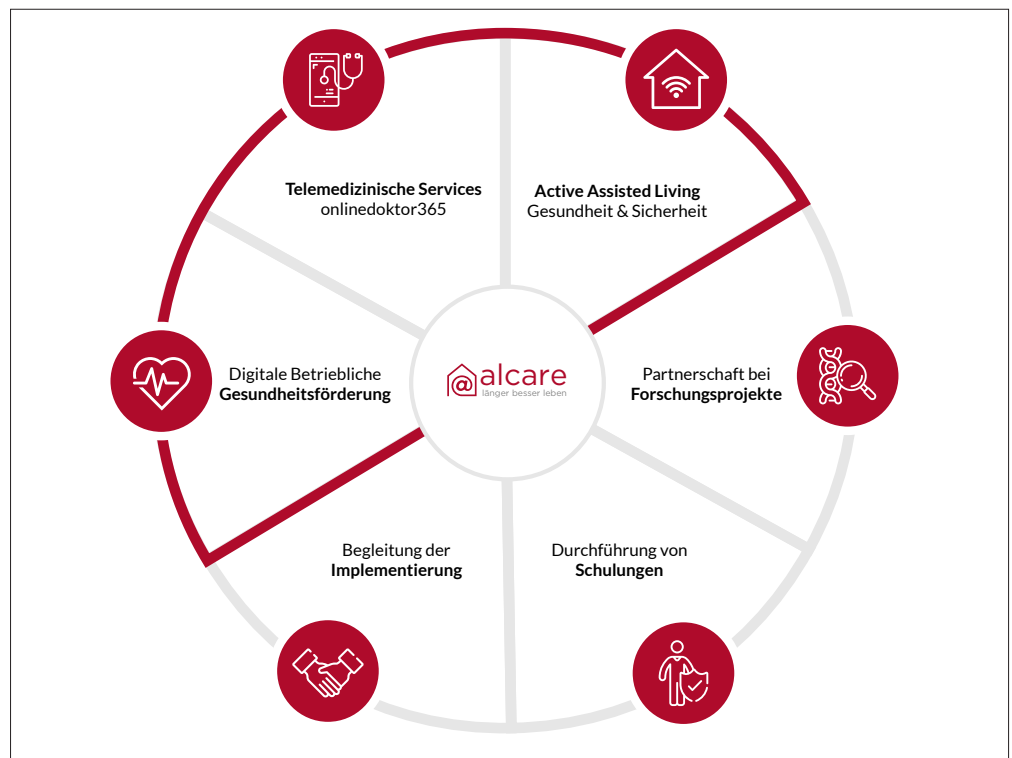 Telemedizinische Services
onlinedoktor365
Active Assisted Living
Gesundheit & Sicherheit
Digitale Betriebliche
Gesundheitsförderung
@alcare
länger besser leben
Partnerschaft bei
Forschungsprojekte
Begleitung der
Implementierung
Durchführung von
Schulungen